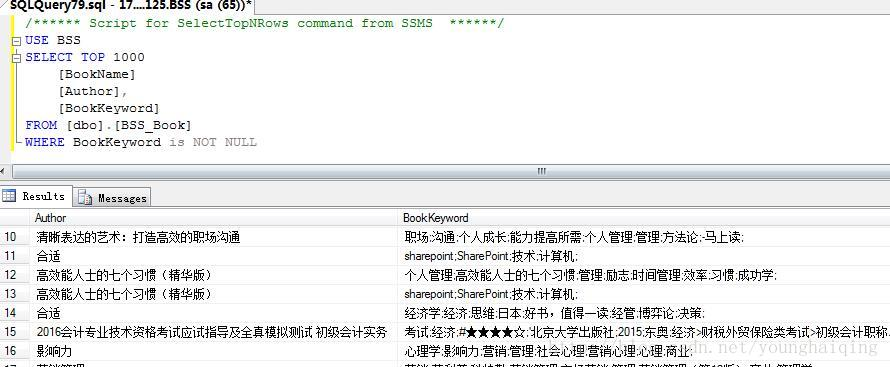 SQLQuery79.sql - 17....125.BSS (sa (65))*
/****** Script for SelectTopNRows command from SSMS ******/
USE BSS
SELECT TOP 1000
[BookName]
[Author],
[BookKeyword]
FROM [dbo].[BSS_Book]
WHERE BookKeyword is NOT NULL
Results Messages
Author BookKeyword
10 清晰表达的艺术：打造高效的职场沟通 职场;沟通;个人成长;能力提高所需;个人管理;管理;方法论;-马上读;
11 合适 sharepoint;SharePoint;技术;计算机;
12 高效能人士的七个习惯（精华版） 个人管理;高效能人士的七个习惯;管理;励志;时间管理;效率;习惯;成功学;
13 高效能人士的七个习惯（精华版） sharepoint;SharePoint;技术;计算机;
14 合适 经济学;经济;思维;日本;好书，值得一读;经管;博弈论;决策;
15 2016会计专业技术资格考试应试指导及全真模拟测试 初级会计实务 考试;经济;#★★★★☆;北京大学出版社;2015;东奥;经济>财税外贸保险类考试>初级会计职称
16 影响力 心理学;影响力;营销;管理;社会心理;营销心理;心理;商业;
营销管理